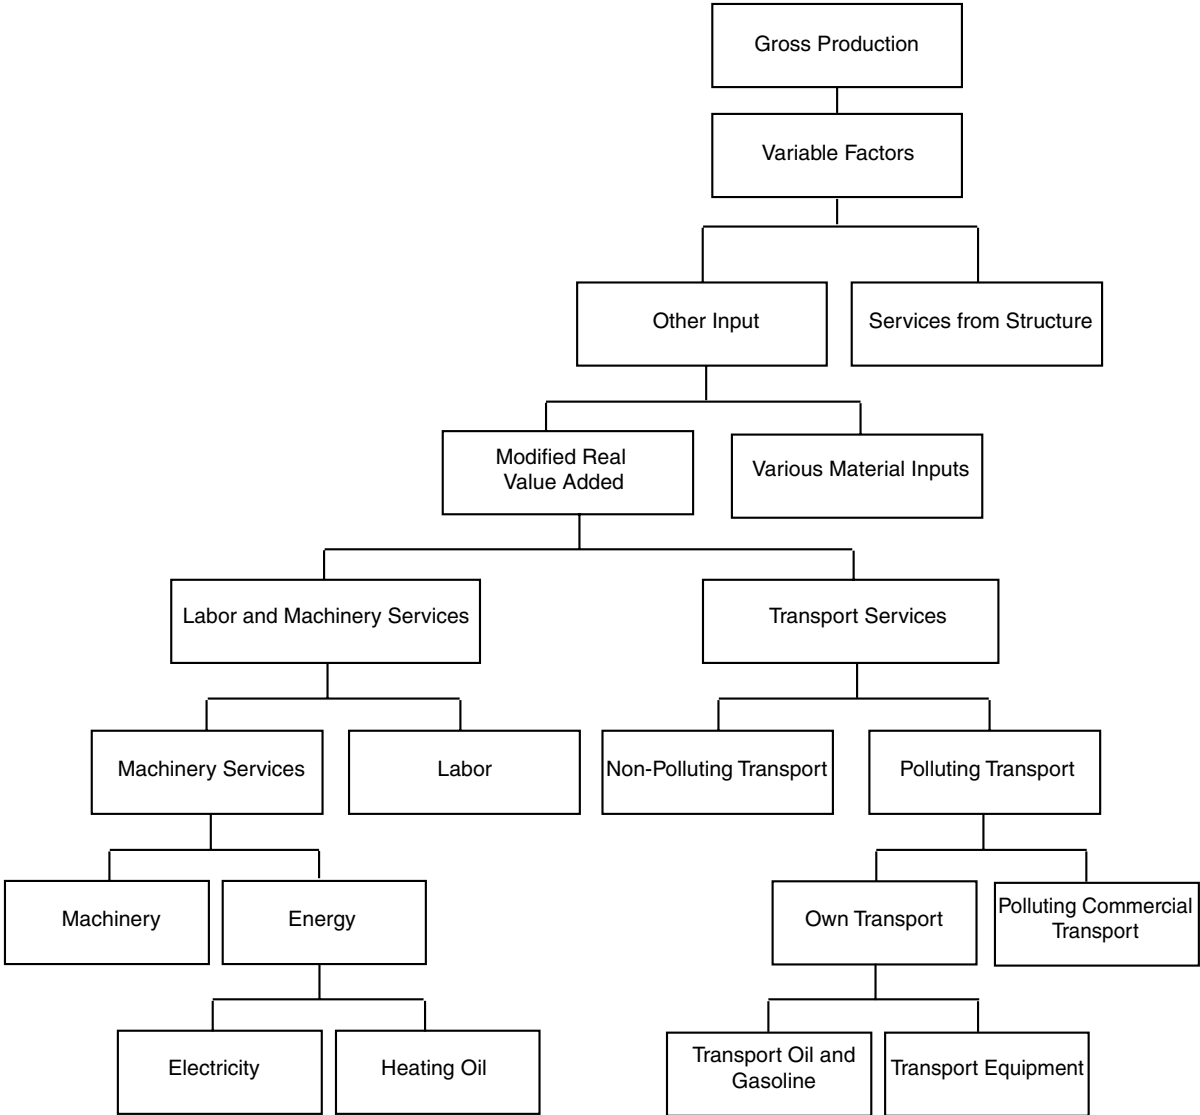 Gross Production
Variable Factors
Other Input
Services from Structure
Modified Real
Value Added
Various Material Inputs
Labor and Machinery Services
Transport Services
Machinery Services
Labor
Non-Polluting Transport
Polluting Transport
Machinery
Energy
Own Transport
Polluting Commercial
Transport
Electricity
Heating Oil
Transport Oil and
Gasoline
Transport Equipment